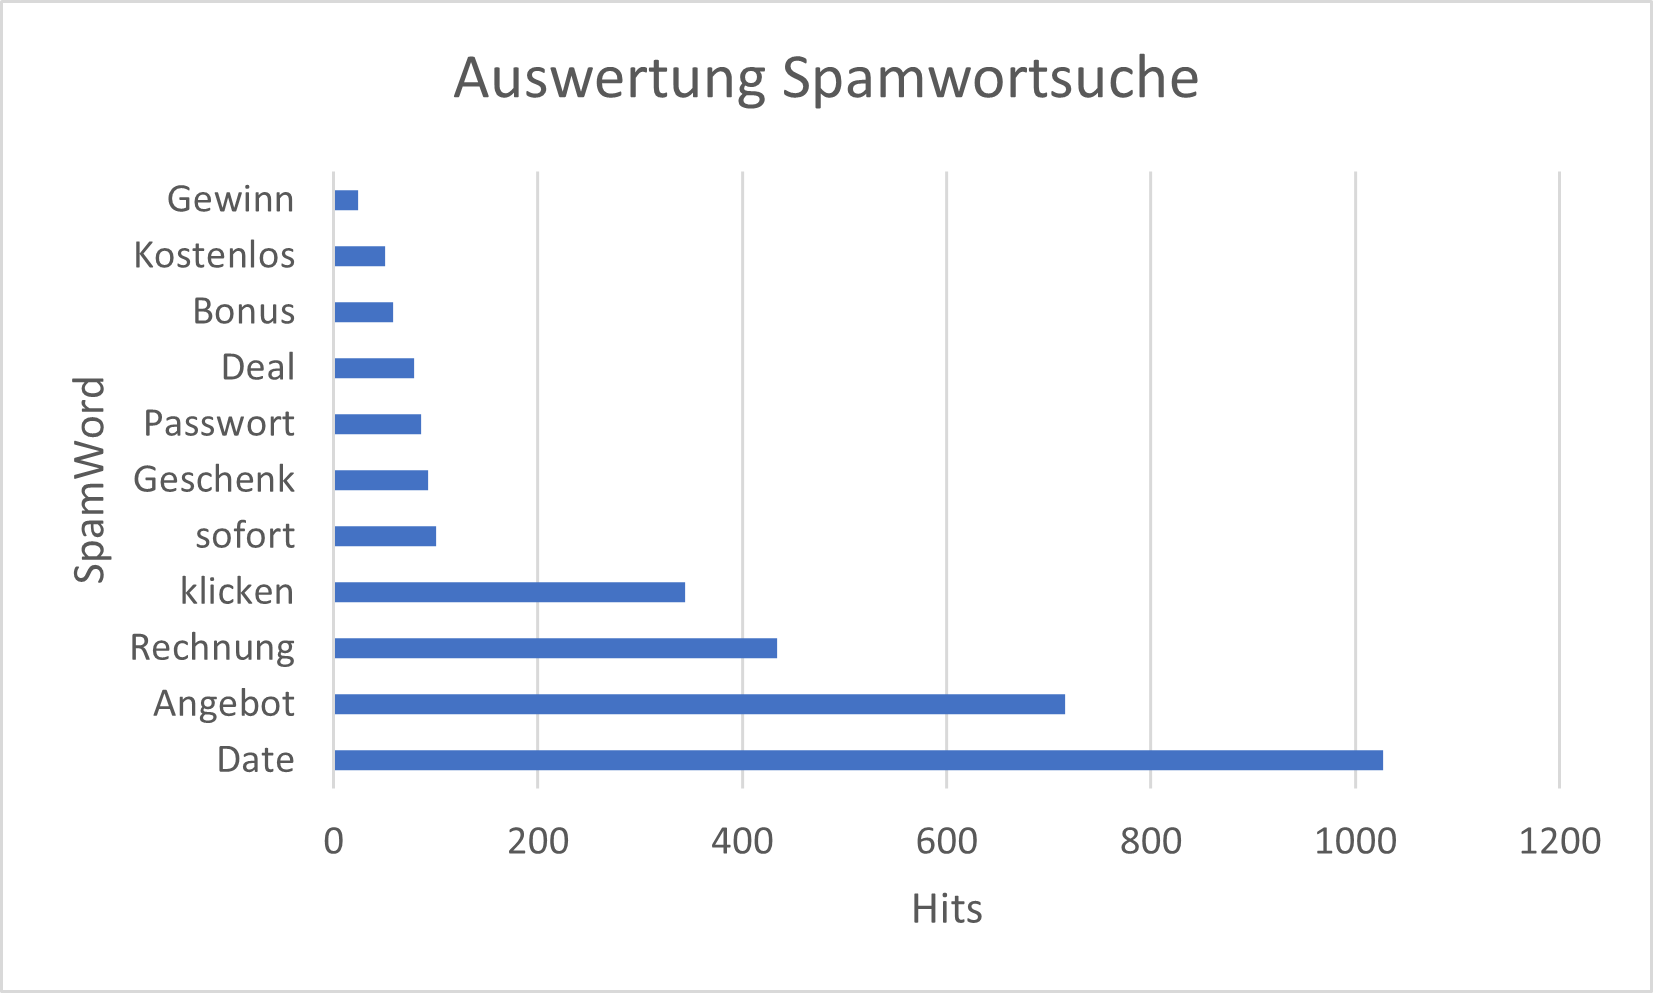 Auswertung Spamwortsuche
Gewinn
Kostenlos
Bonus
Deal
Passwort
Geschenk
sofort
klicken
Rechnung
Angebot
Date
SpamWord
0 200 400 600 800 1000 1200
Hits